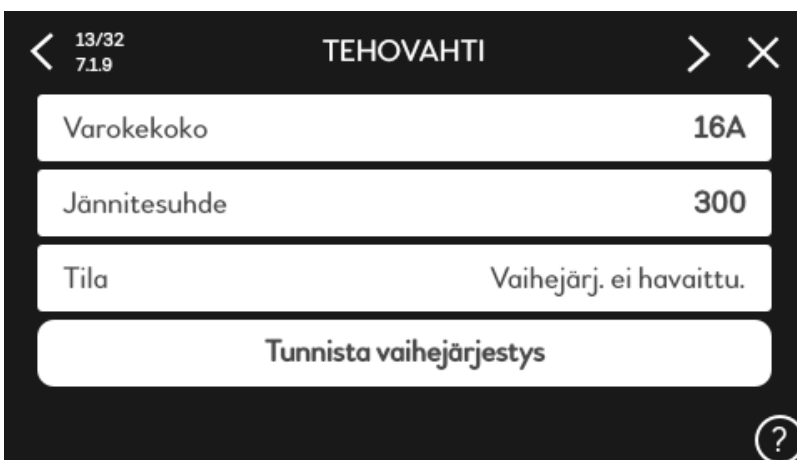 13/32
7.1.9
TEHOVAHTI
Varokekoko 16A
Jännitesuhde 300
Tila Vaihejärj. ei havaittu.
Tunnista vaihejärjestys
?